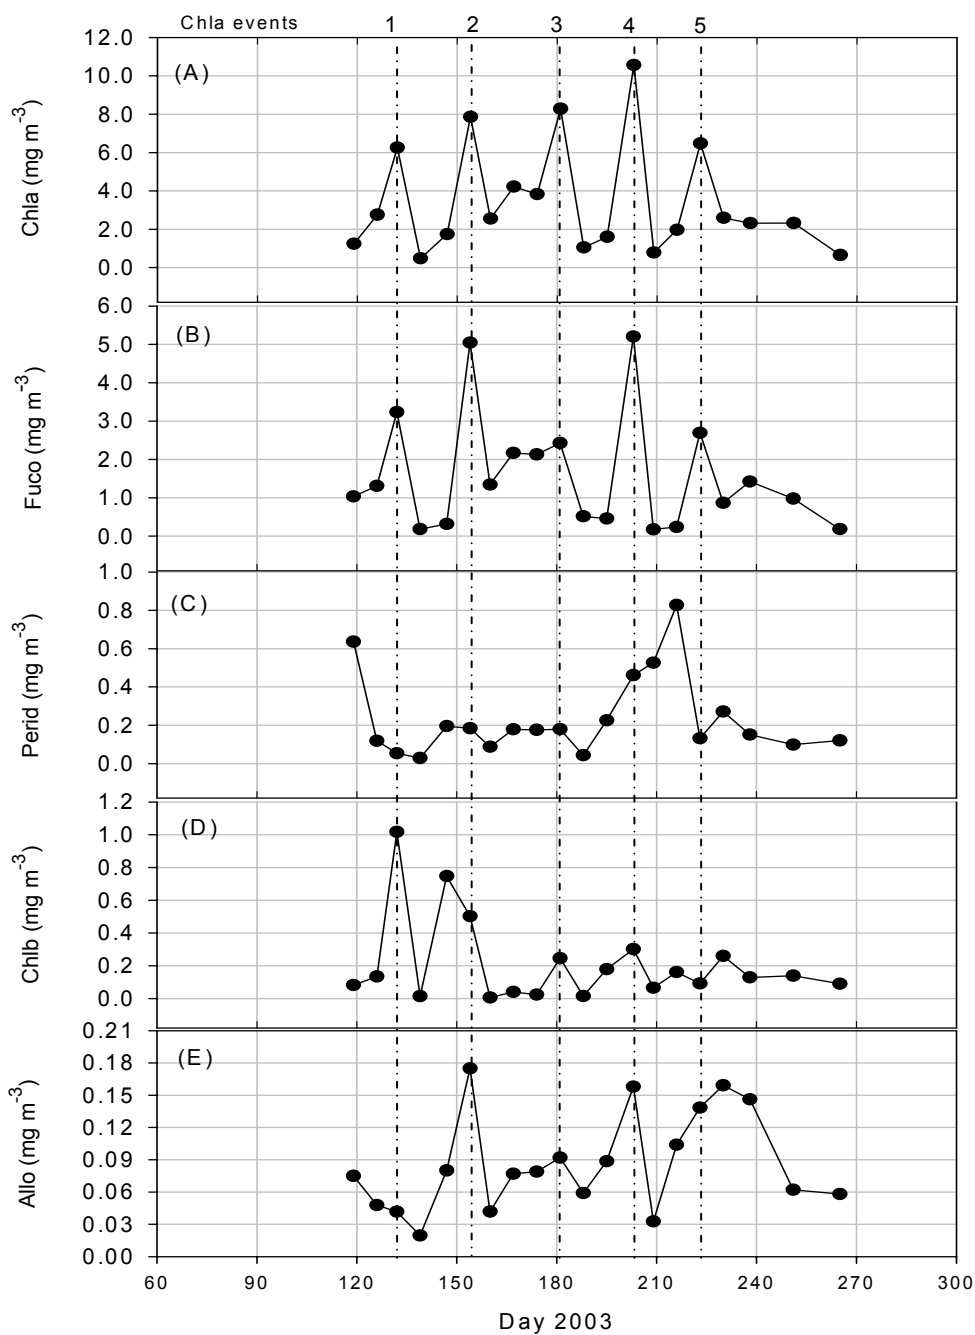 Chla events 1 2 3 4 5
(A)
12.0
10.0
8.0
6.0
4.0
2.0
0.0
Chla (mg m-3)
(B)
6.0
5.0
4.0
3.0
2.0
1.0
0.0
Fuco (mg m-3)
(C)
1.0
0.8
0.6
0.4
0.2
0.0
Perid (mg m-3)
(D)
1.2
1.0
0.8
0.6
0.4
0.2
0.0
Chlb (mg m-3)
(E)
0.21
0.18
0.15
0.12
0.09
0.06
0.03
0.00
Allo (mg m-3)
60 90 120 150 180 210 240 270 300
Day 2003